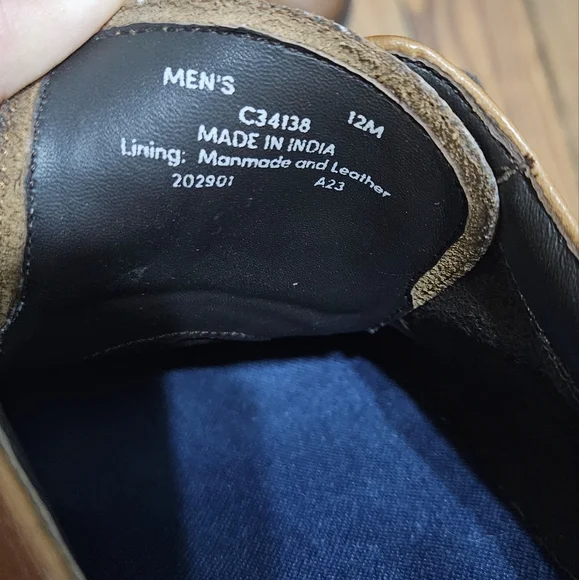 MEN'S
C34138 12M
MADE IN INDIA
Lining: Manmade and Leather
202901 A23